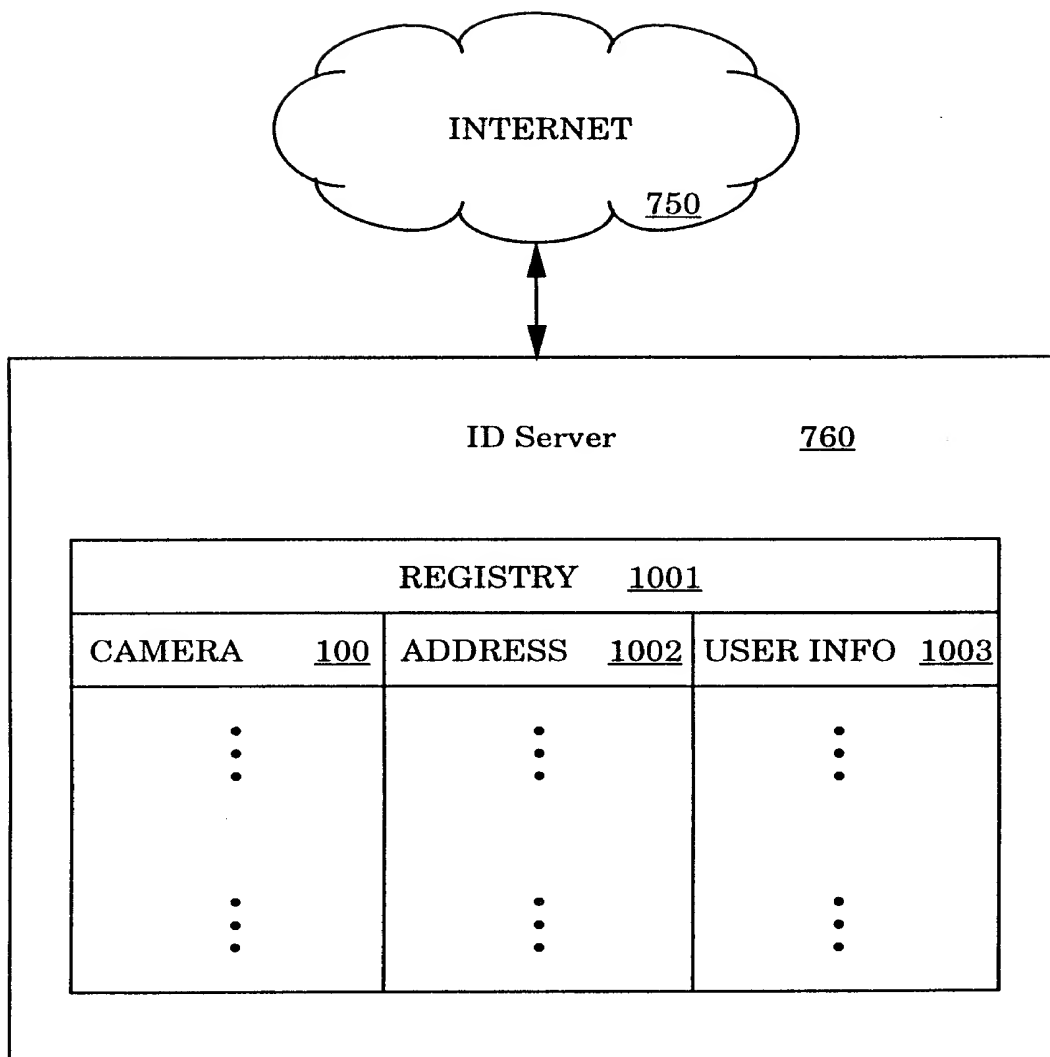 INTERNET
750
ID Server 760
REGISTRY 1001
CAMERA 100 ADDRESS 1002 USER INFO 1003